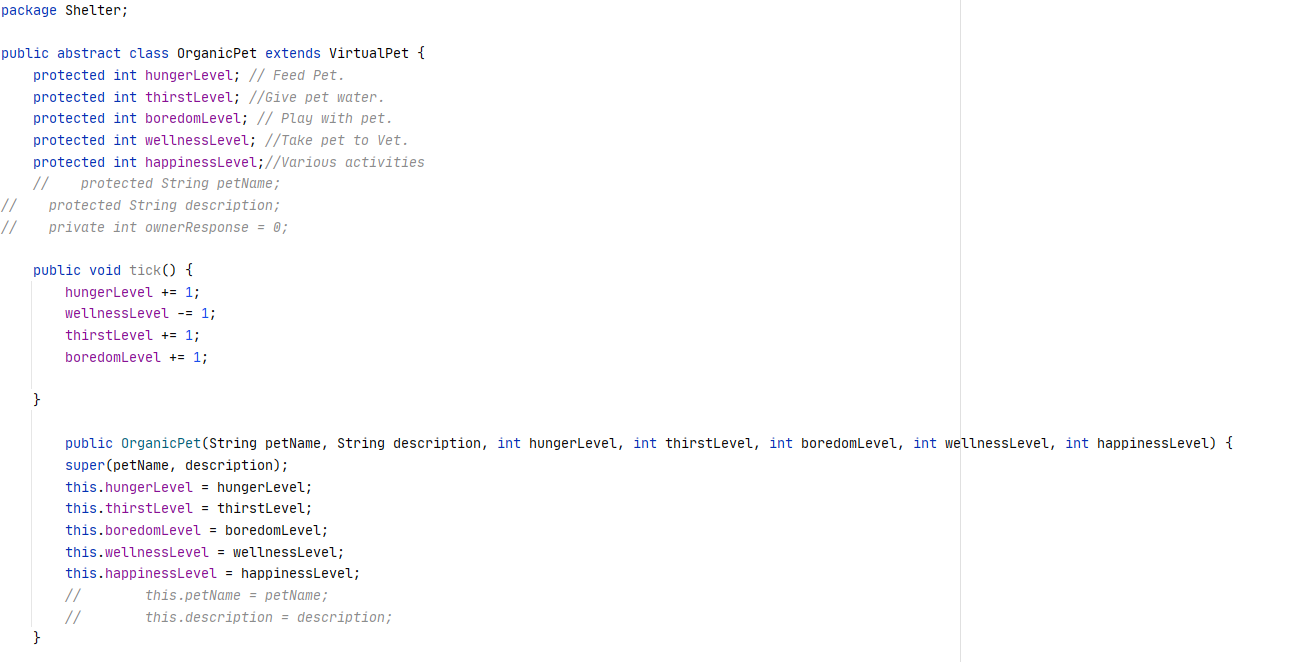 package Shelter;

public abstract class OrganicPet extends VirtualPet {
    protected int hungerLevel; // Feed Pet.
    protected int thirstLevel; //Give pet water.
    protected int boredomLevel; // Play with pet.
    protected int wellnessLevel; //Take pet to Vet.
    protected int happinessLevel;//Various activities
    //    protected String petName;
//    protected String description;
//    private int ownerResponse = 0;

    public void tick() {
        hungerLevel += 1;
        wellnessLevel -= 1;
        thirstLevel += 1;
        boredomLevel += 1;

    }

        public OrganicPet(String petName, String description, int hungerLevel, int thirstLevel, int boredomLevel, int wellnessLevel, int happinessLevel) {
        super(petName, description);
        this.hungerLevel = hungerLevel;
        this.thirstLevel = thirstLevel;
        this.boredomLevel = boredomLevel;
        this.wellnessLevel = wellnessLevel;
        this.happinessLevel = happinessLevel;
        //        this.petName = petName;
        //        this.description = description;
    }